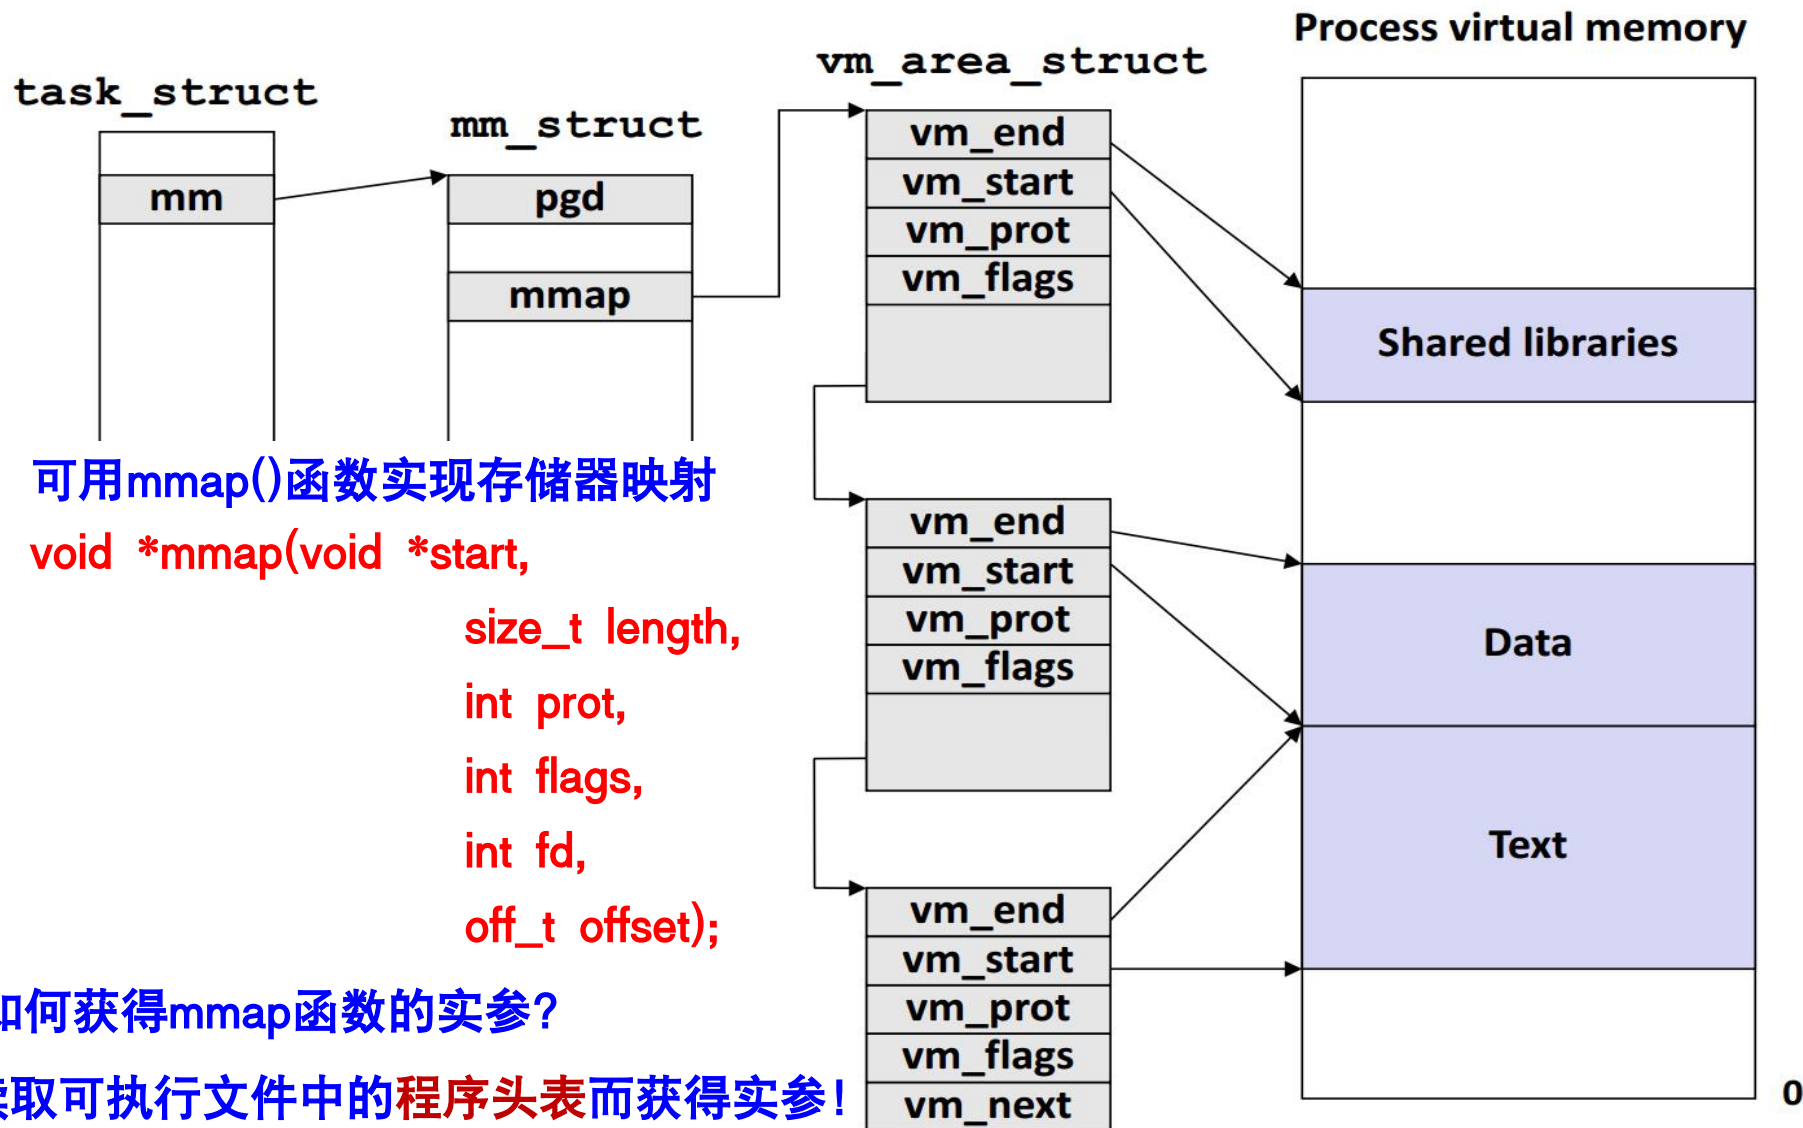 Process virtual memory
vm_area_struct
task_struct
mm_struct
mm
pgd
mmap
vm_end
vm_start
vm_prot
vm_flags
Shared libraries
可用mmap()函数实现存储器映射
void *mmap(void *start,
size_t length,
int prot,
int flags,
int fd,
off_t offset);
vm_end
vm_start
vm_prot
vm_flags
Data
Text
vm_end
vm_start
vm_prot
vm_flags
vm_next
0
如何获得mmap函数的实参?
读取可执行文件中的程序头表而获得实参!